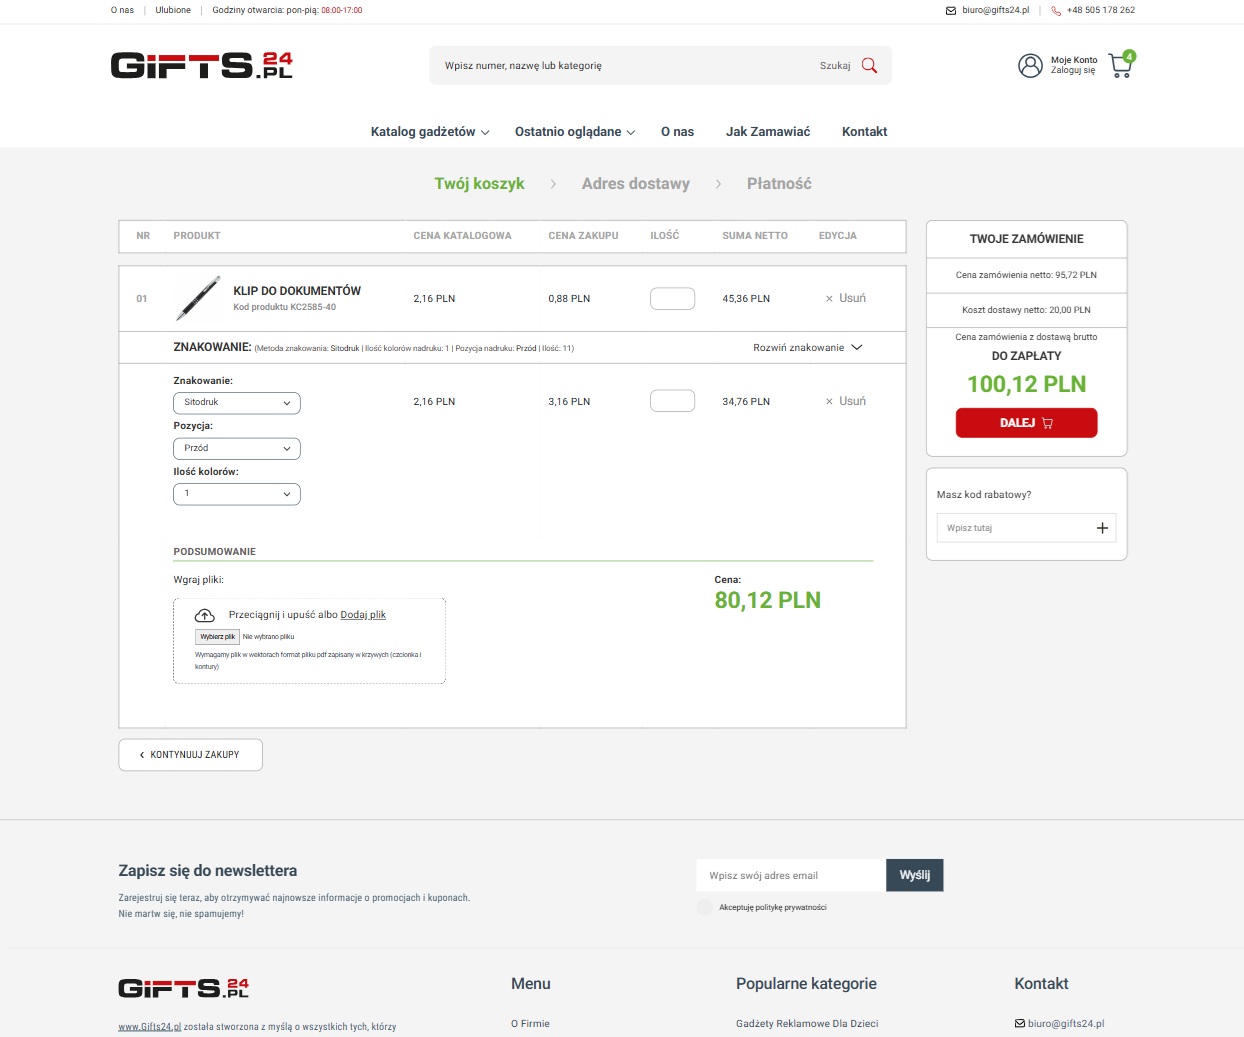 O nas | Ulubione | Godziny otwarcia: pon-pią: 08:00-17:00
biuro@gifts24.pl | +48 505 178 262
GiFTS24.PL
Wpisz numer, nazwę lub kategorię
Szukaj
Moje Konto
Zaloguj się
4
Katalog gadżetów
Ostatnio oglądane
O nas
Jak Zamawiać
Kontakt
Twój koszyk > Adres dostawy > Płatność
NR PRODUKT CENA KATALOGOWA CENA ZAKUPU ILOŚĆ SUMA NETTO EDYCJA
01
KLIP DO DOKUMENTÓW
Kod produktu KC2585-40
2,16 PLN 0,88 PLN 45,36 PLN × Usuń
ZNAKOWANIE: (Metoda znakowania: Sitodruk | Ilość kolorów nadruku: 1 | Pozycja nadruku: Przód | Ilość: 11)
Rozwiń znakowanie
Znakowanie:
Sitodruk
2,16 PLN 3,16 PLN 34,76 PLN × Usuń
Pozycja:
Przód
Ilość kolorów:
1
PODSUMOWANIE
Wgraj pliki:
Przeciągnij i upuść albo Dodaj plik
Wybierz plik Nie wybrano pliku
Wymagamy plik w wektorach format pliku pdf zapisany w krzywych (czcionka i
kontury)
Cena:
80,12 PLN
TWOJE ZAMÓWIENIE
Cena zamówienia netto: 95,72 PLN
Koszt dostawy netto: 20,00 PLN
Cena zamówienia z dostawą brutto
DO ZAPŁATY
100,12 PLN
DALEJ
Masz kod rabatowy?
Wpisz tutaj +
‹ KONTYNUUJ ZAKUPY
Zapisz się do newslettera
Zarejestruj się teraz, aby otrzymywać najnowsze informacje o promocjach i kuponach.
Nie martw się, nie spamujemy!
Wpisz swój adres email
Wyślij
Akceptuję politykę prywatności
GiFTS24.PL
www.Gifts24.pl została stworzona z myślą o wszystkich tych, którzy
Menu
O Firmie
Popularne kategorie
Gadżety Reklamowe Dla Dzieci
Kontakt
biuro@gifts24.pl